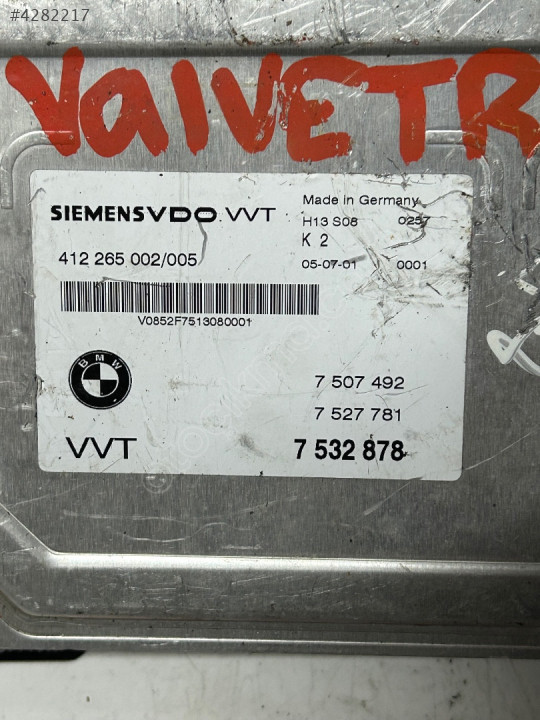 #4282217
VaIVETR
SIEMENSVDO VVT
Made in Germany
H13 S08 0257
K 2
412 265 002/005
05-07-01 0001
V0852F7513080001
BMW
7 507 492
7 527 781
VVT
7 532 878